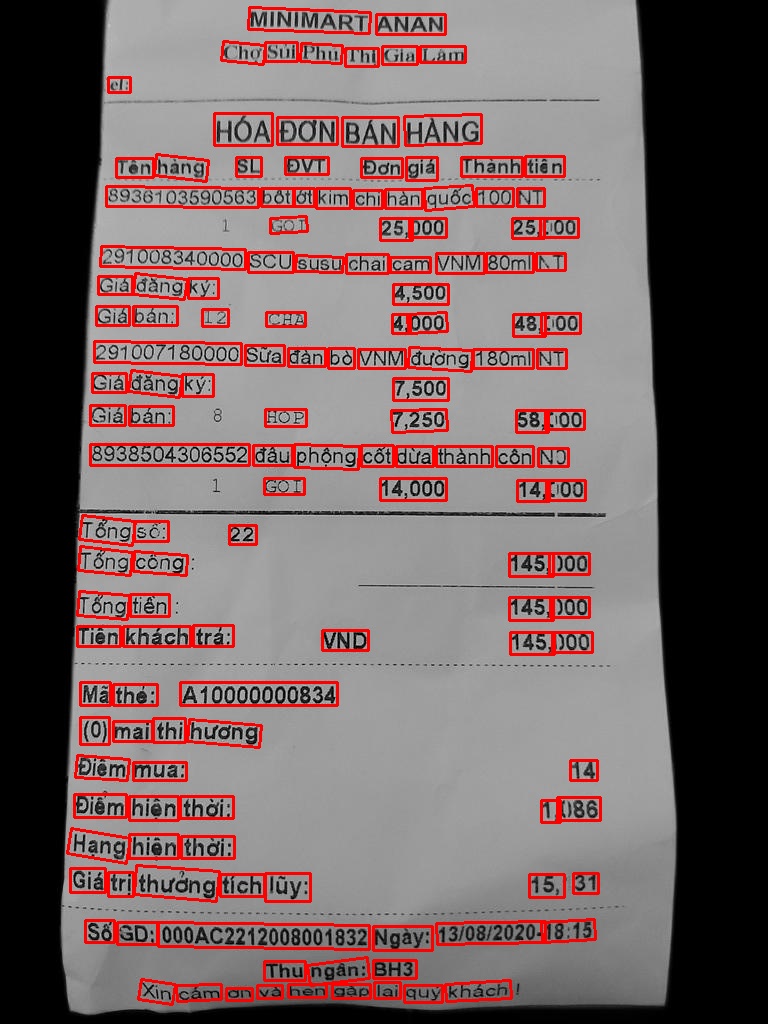 MINIMART ANAN
Chợ Sủi Phú Thị Gia Lâm
el:
HÓA ĐƠN BÁN HÀNG
Tên hàng SL ĐVT Đơn giá Thành tiền
8936103590563 bột ớt kim chi hàn quốc 100 NT
1 GOI 25,000 25,000
291008340000 SCU susu chai cam VNM 80ml NT
Giá đăng ký: 4,500
Giá bán: 12 CHA 4,000 48,000
291007180000 Sữa đàn bò VNM đường 180ml NT
Giá đăng ký: 7,500
Giá bán: 8 HOP 7,250 58,000
8938504306552 đậu phộng cốt dừa thành côn
1 GOI 14,000 14,000
Tổng số: 22
Tổng cộng: 145,000
Tổng tiền: 145,000
Tiền khách trả: VND 145,000
Mã thẻ: A10000000834
(0) mai thi hương
Điểm mua: 14
Điểm hiện thời: 1,086
Hạng hiện thời:
Giá trị thưởng tích lũy: 15, 31
Số GD: 000AC2212008001832 Ngày: 13/08/2020-18:15
Thu ngân: BH3
Xin cám ơn và hẹn gặp lại quý khách !